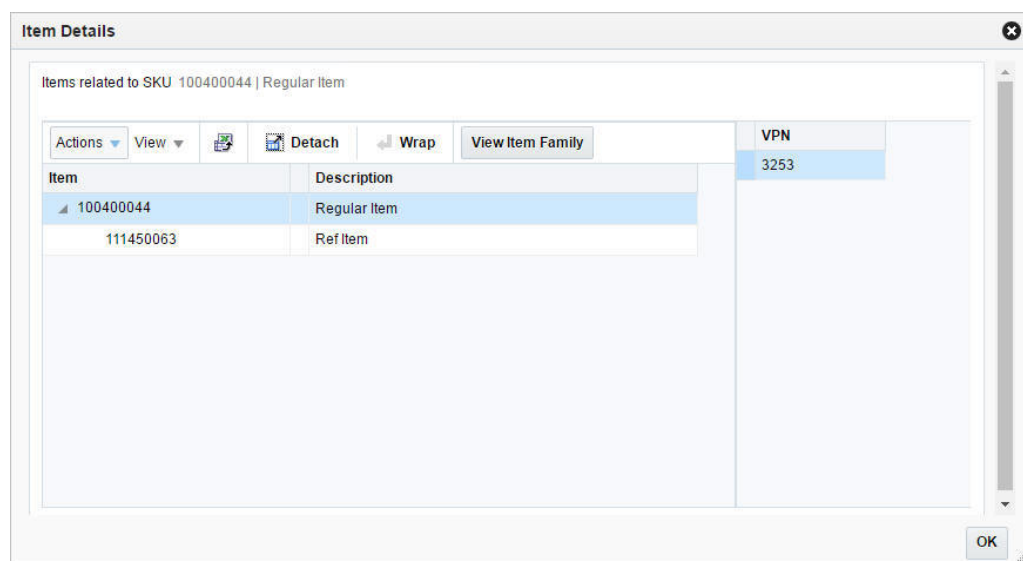 Item Details
Items related to SKU 100400044 | Regular Item
Actions View Detach Wrap View Item Family
VPN
3253
Item Description
100400044 Regular Item
111450063 Ref Item
OK